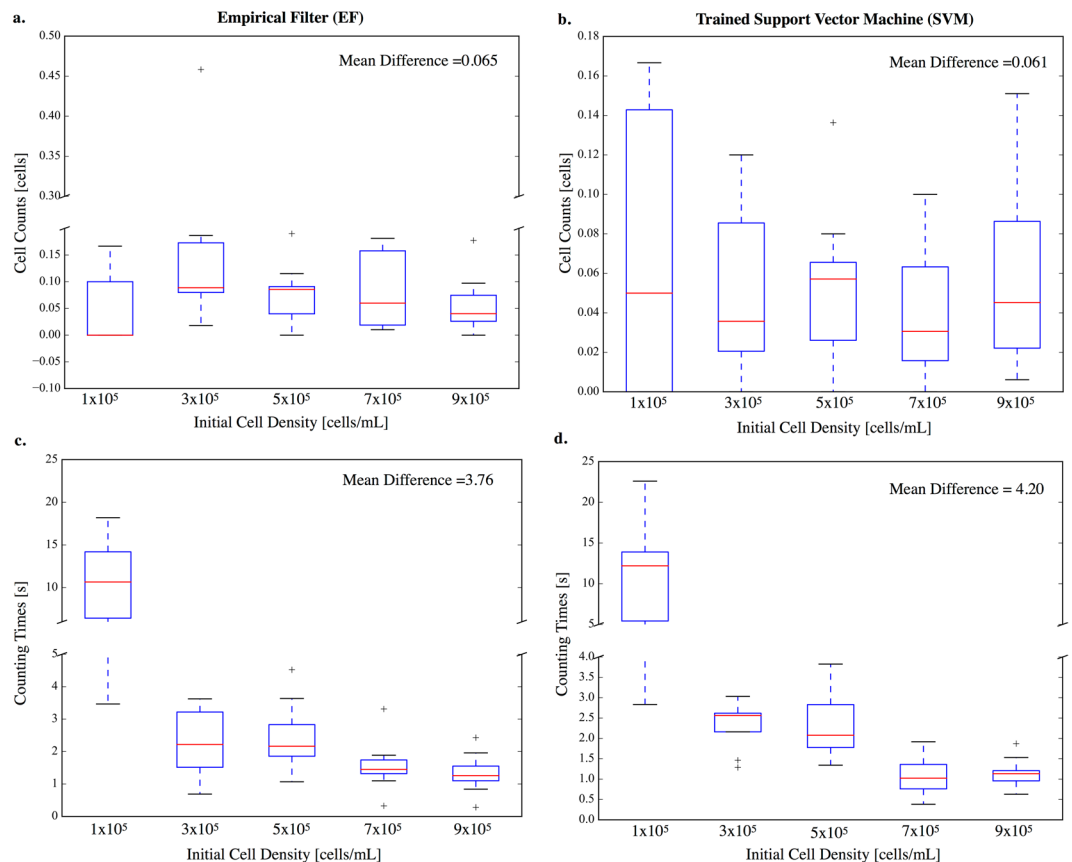 a.
Empirical Filter (EF)
Mean Difference =0.065
Cell Counts [cells]
0.50
0.45
0.40
0.35
0.30
0.15
0.10
0.05
0.00
−0.05
−0.10
1x10⁵ 3x10⁵ 5x10⁵ 7x10⁵ 9x10⁵
Initial Cell Density [cells/mL]
b.
Trained Support Vector Machine (SVM)
Mean Difference =0.061
Cell Counts [cells]
0.18
0.16
0.14
0.12
0.10
0.08
0.06
0.04
0.02
0.00
1x10⁵ 3x10⁵ 5x10⁵ 7x10⁵ 9x10⁵
Initial Cell Density [cells/mL]
c.
Mean Difference =3.76
Counting Times [s]
25
20
15
10
5
4
3
2
1
0
1x10⁵ 3x10⁵ 5x10⁵ 7x10⁵ 9x10⁵
Initial Cell Density [cells/mL]
d.
Mean Difference = 4.20
Counting Times [s]
25
20
15
10
5
4.0
3.5
3.0
2.5
2.0
1.5
1.0
0.5
0.0
1x10⁵ 3x10⁵ 5x10⁵ 7x10⁵ 9x10⁵
Initial Cell Density [cells/mL]